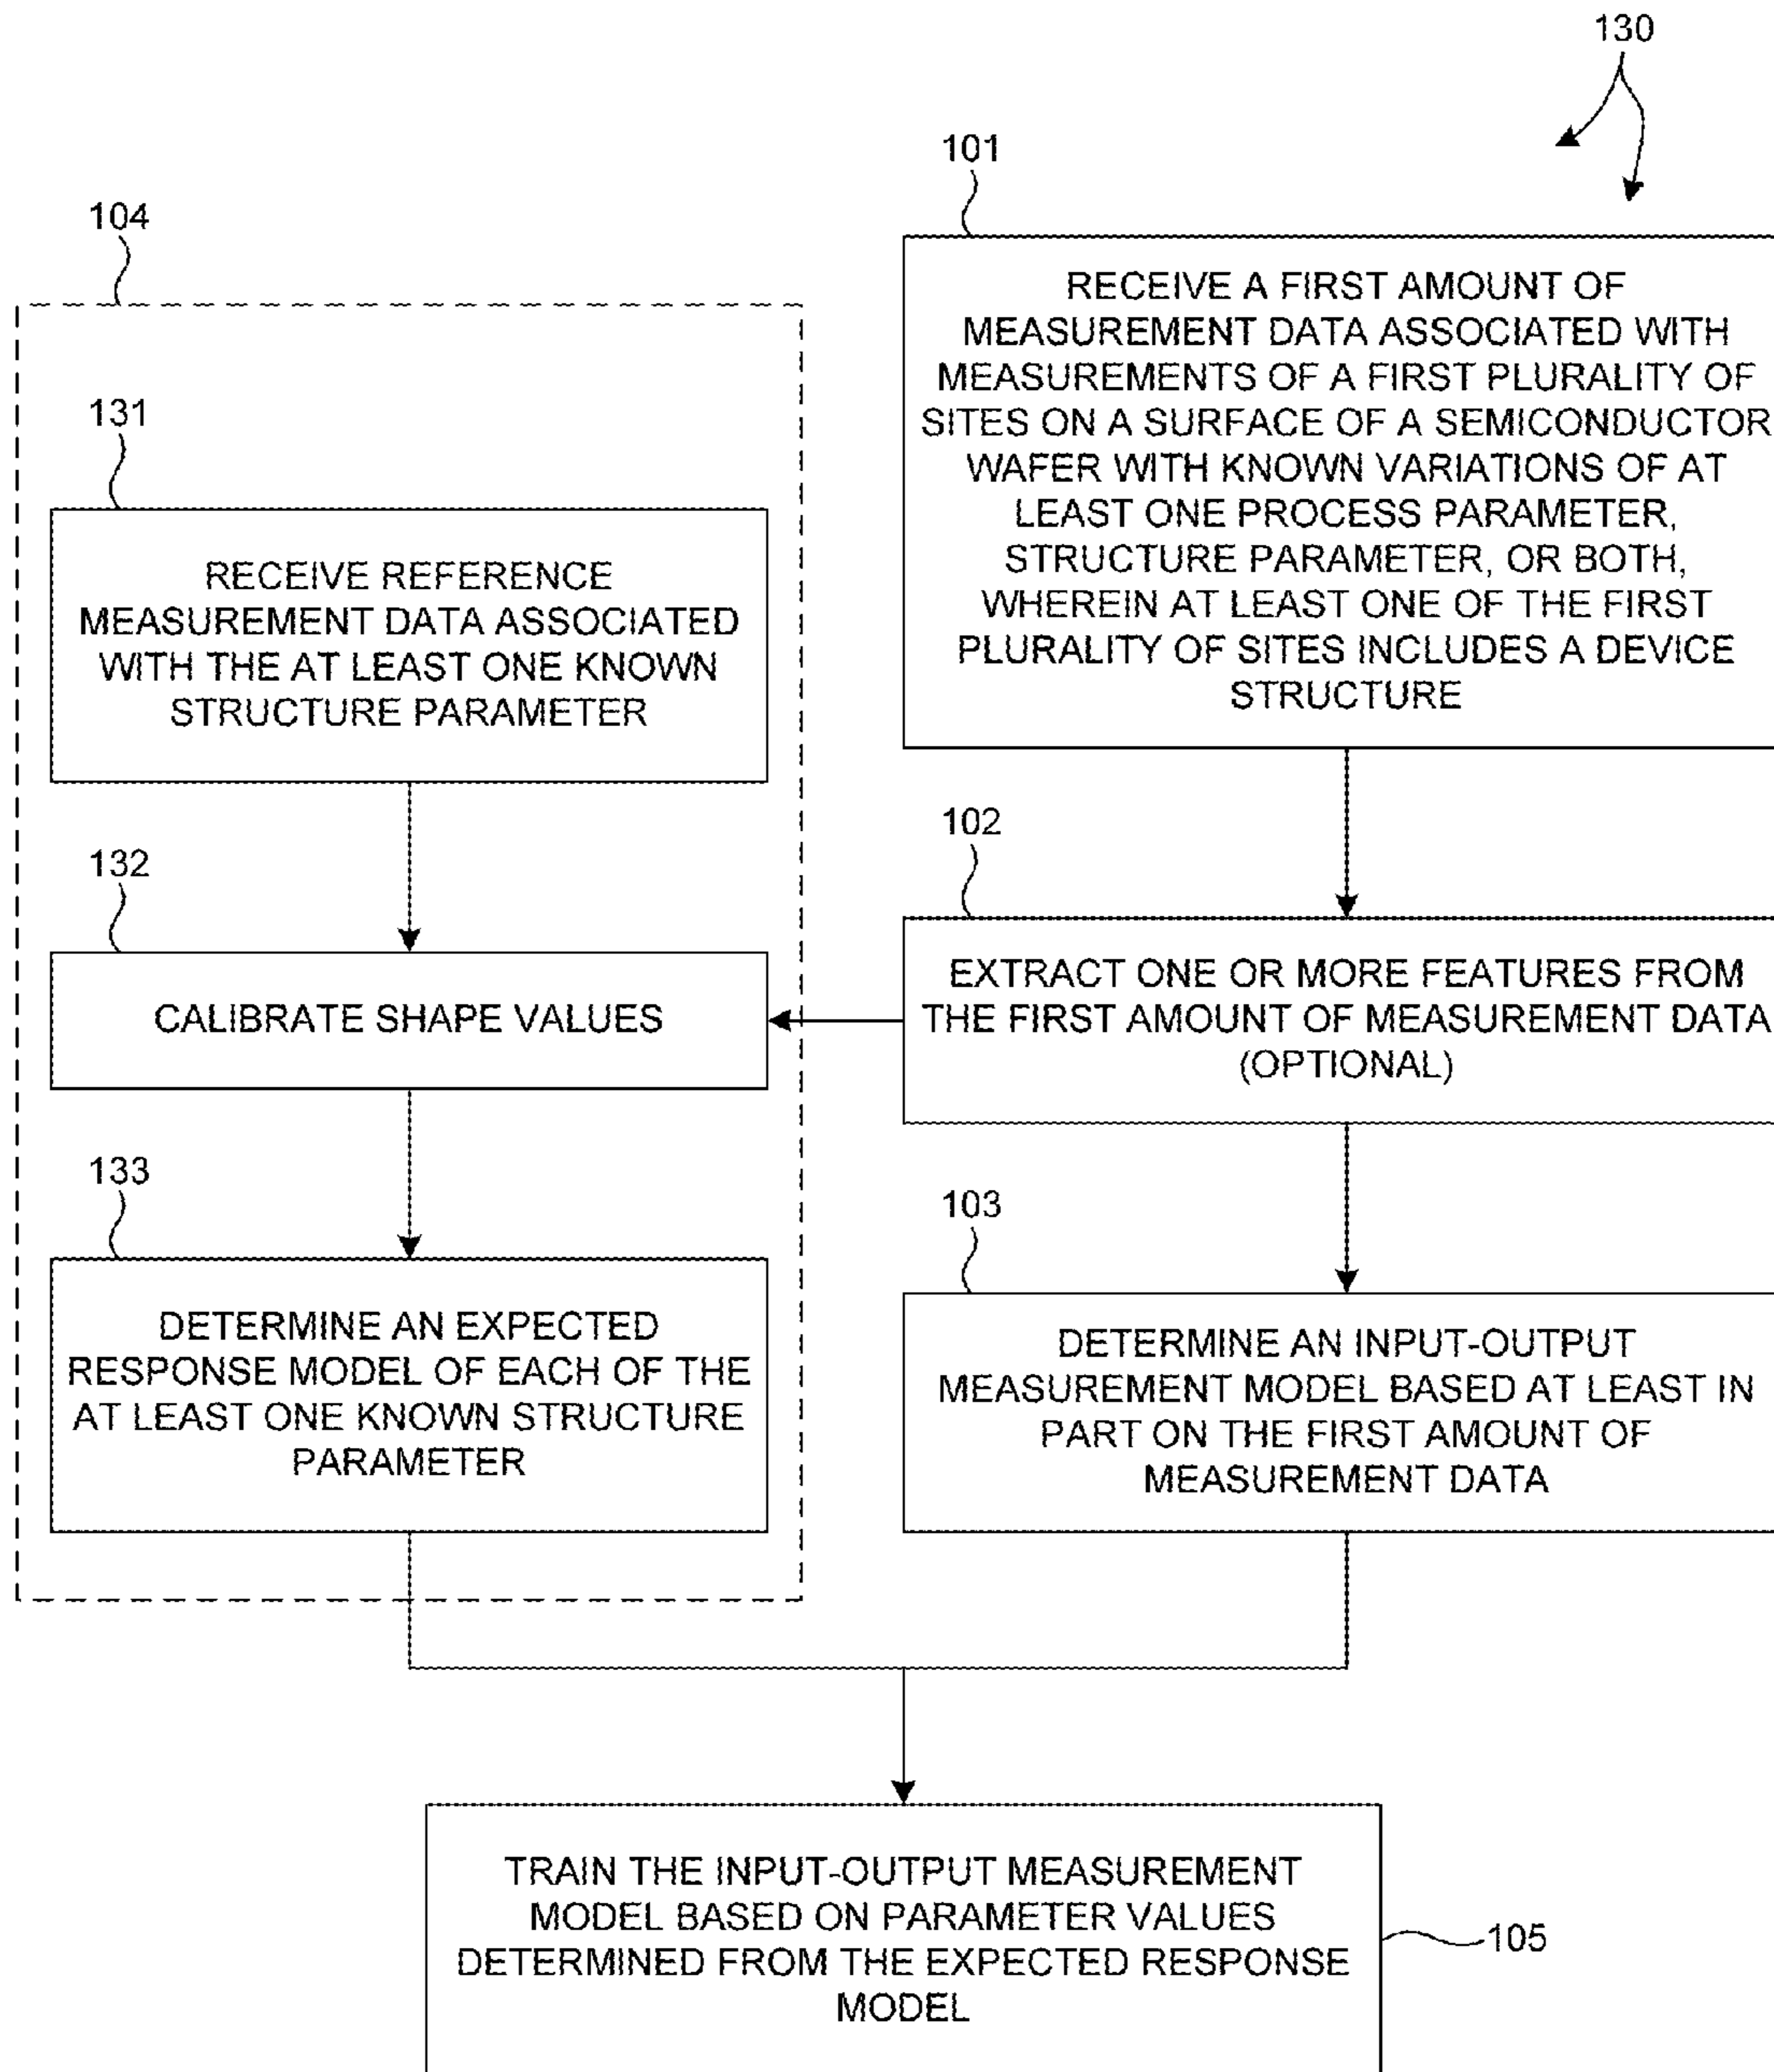 130
101
RECEIVE A FIRST AMOUNT OF
MEASUREMENT DATA ASSOCIATED WITH
MEASUREMENTS OF A FIRST PLURALITY OF
SITES ON A SURFACE OF A SEMICONDUCTOR
WAFER WITH KNOWN VARIATIONS OF AT
LEAST ONE PROCESS PARAMETER,
STRUCTURE PARAMETER, OR BOTH,
WHEREIN AT LEAST ONE OF THE FIRST
PLURALITY OF SITES INCLUDES A DEVICE
STRUCTURE
104
131
RECEIVE REFERENCE
MEASUREMENT DATA ASSOCIATED
WITH THE AT LEAST ONE KNOWN
STRUCTURE PARAMETER
102
EXTRACT ONE OR MORE FEATURES FROM
THE FIRST AMOUNT OF MEASUREMENT DATA
(OPTIONAL)
132
CALIBRATE SHAPE VALUES
133
DETERMINE AN EXPECTED
RESPONSE MODEL OF EACH OF THE
AT LEAST ONE KNOWN STRUCTURE
PARAMETER
103
DETERMINE AN INPUT-OUTPUT
MEASUREMENT MODEL BASED AT LEAST IN
PART ON THE FIRST AMOUNT OF
MEASUREMENT DATA
TRAIN THE INPUT-OUTPUT MEASUREMENT
MODEL BASED ON PARAMETER VALUES
DETERMINED FROM THE EXPECTED RESPONSE
MODEL
105